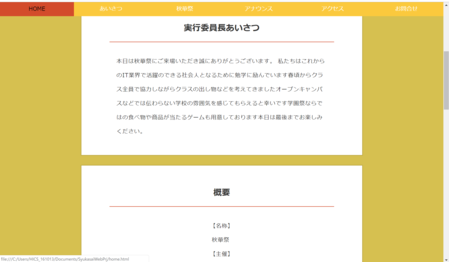 HOME あいさつ 秋華祭 アナウンス アクセス お問合せ
実行委員長あいさつ
本日は秋華祭にご来場いただき誠にありがとうございます。 私たちはこれから
のIT業界で活躍のできる社会人となるために勉学に励んでいます春頃からクラ
ス全員で協力しながらクラスの出し物などを考えてきましたオープンキャンパ
スなどでは伝わらない学校の雰囲気を感じてもらえると幸いです学園祭ならで
はの食べ物や商品が当たるゲームも用意しております本日は最後までお楽しみ
ください。
概要
【名称】
秋華祭
【主催】